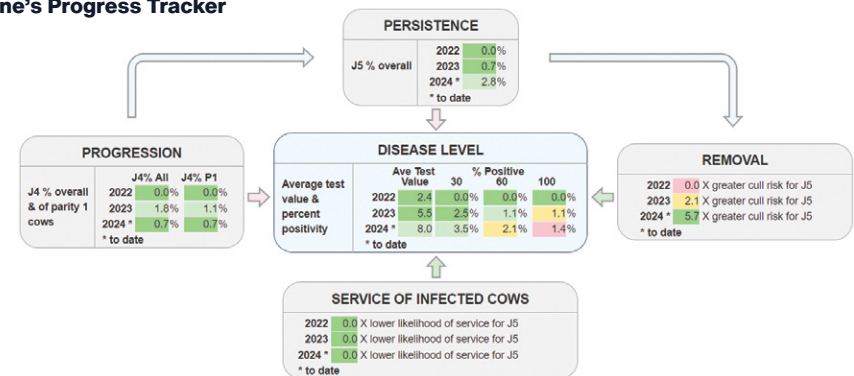 ne's Progress Tracker
PERSISTENCE
J5 % overall
2022 0.0%
2023 0.7%
2024 * 2.8%
* to date
PROGRESSION
J4 % overall & of parity 1 cows
J4% All J4% P1
2022 0.0% 0.0%
2023 1.8% 1.1%
2024 * 0.7% 0.7%
* to date
DISEASE LEVEL
Average test value & percent positivity
Ave Test Value % Positive
30 60 100
2022 2.4 0.0% 0.0% 0.0%
2023 5.5 2.5% 1.1% 1.1%
2024 * 8.0 3.5% 2.1% 1.4%
* to date
REMOVAL
2022 0.0 X greater cull risk for J5
2023 2.1 X greater cull risk for J5
2024 * 5.7 X greater cull risk for J5
* to date
SERVICE OF INFECTED COWS
2022 0.0 X lower likelihood of service for J5
2023 0.0 X lower likelihood of service for J5
2024 * 0.0 X lower likelihood of service for J5
* to date